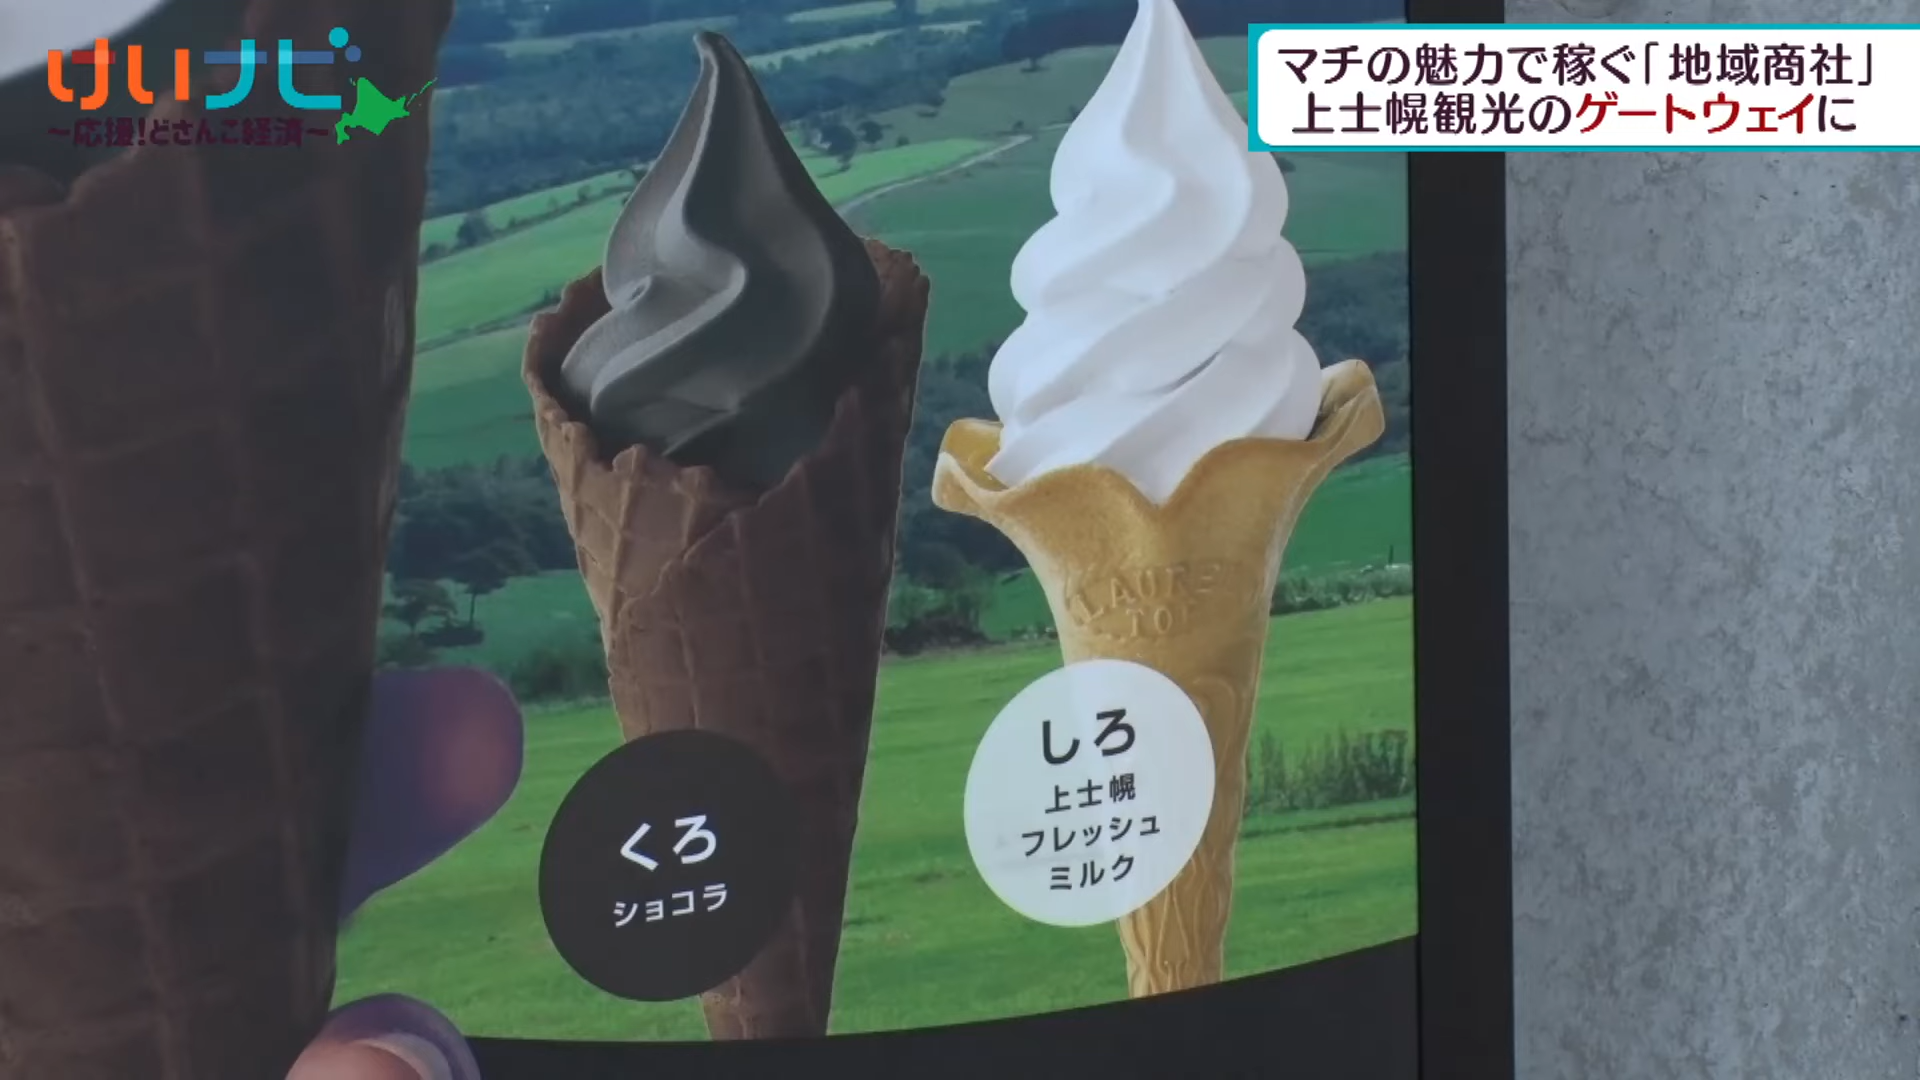 けいナビ
～応援!どさんこ経済～
マチの魅力で稼ぐ「地域商社」
上士幌観光のゲートウェイに
くろ
ショコラ
しろ
上士幌
フレッシュ
ミルク